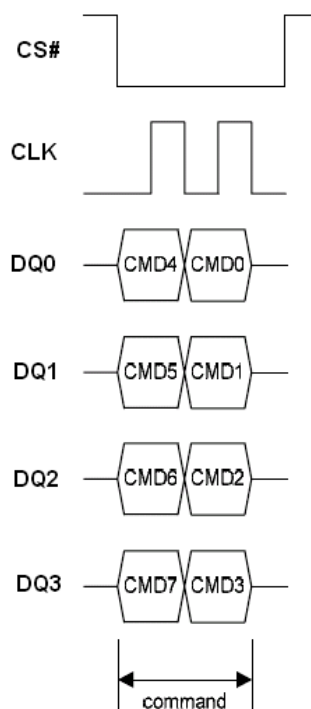 CS#
CLK
DQ0 CMD4 CMD0
DQ1 CMD5 CMD1
DQ2 CMD6 CMD2
DQ3 CMD7 CMD3
command